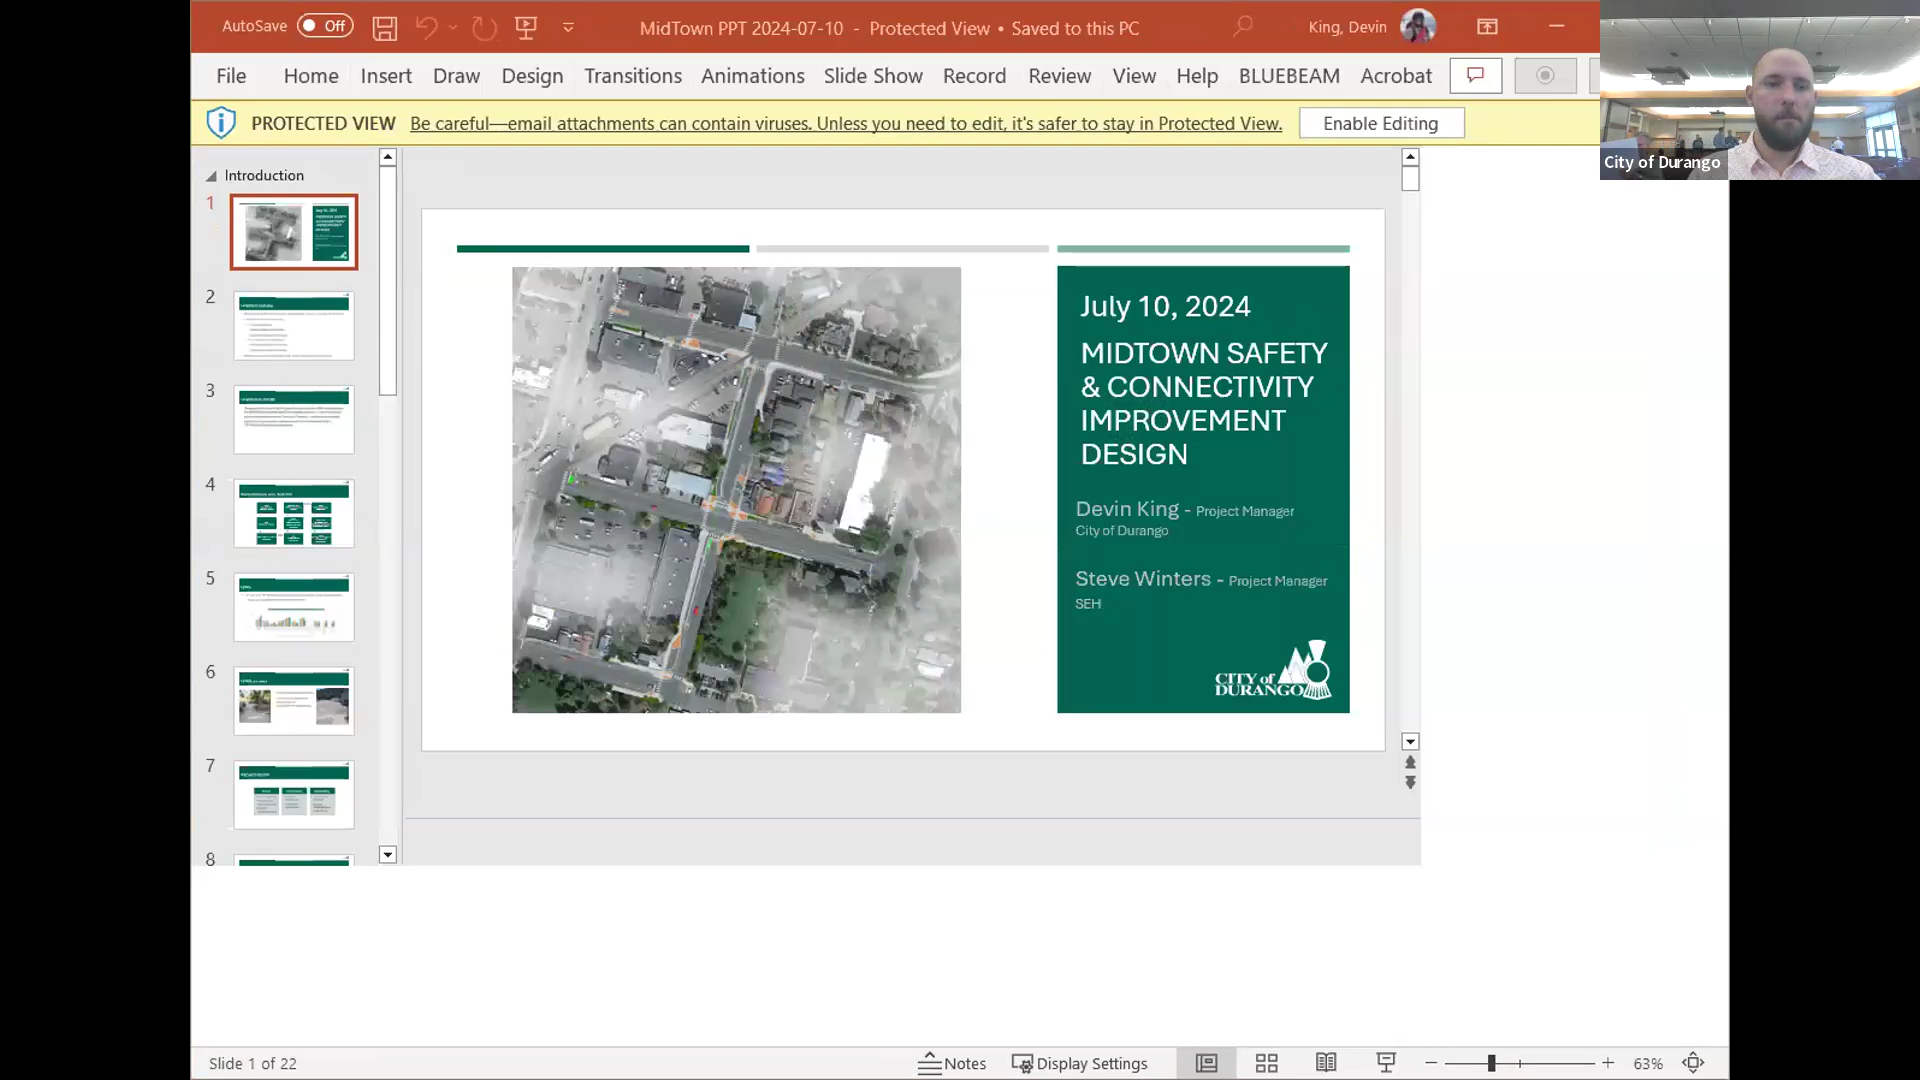 AutoSave Off
MidTown PPT 2024-07-10 - Protected View • Saved to this PC
King, Devin
File Home Insert Draw Design Transitions Animations Slide Show Record Review View Help BLUEBEAM Acrobat
PROTECTED VIEW Be careful—email attachments can contain viruses. Unless you need to edit, it's safer to stay in Protected View. Enable Editing
City of Durango
Introduction
1
2
3
4
5
6
7
8
July 10, 2024
MIDTOWN SAFETY
& CONNECTIVITY
IMPROVEMENT
DESIGN
Devin King - Project Manager
City of Durango
Steve Winters - Project Manager
SEH
CITY of
DURANGO
Slide 1 of 22
Notes Display Settings 63%